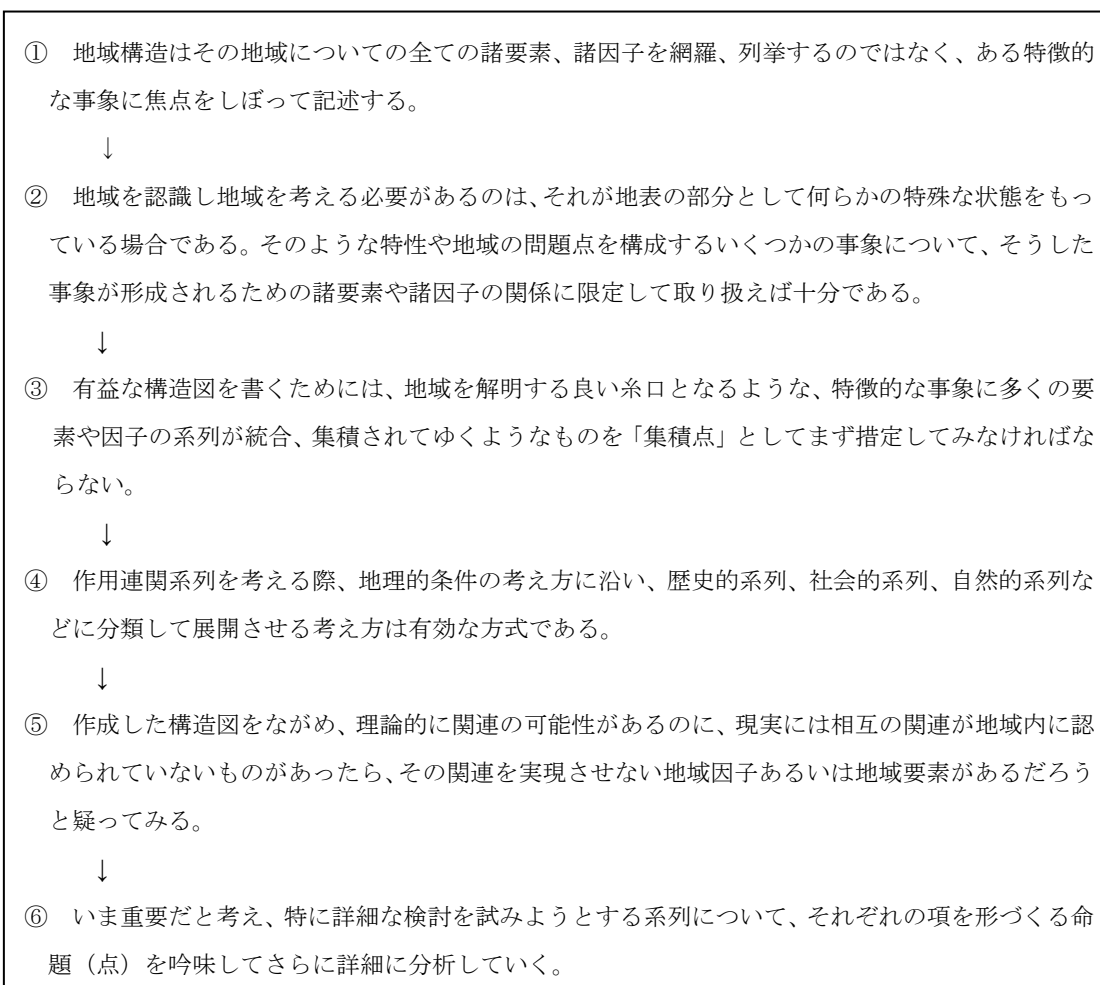 ①　地域構造はその地域についての全ての諸要素、諸因子を網羅、列挙するのではなく、ある特徴的
な事象に焦点をしぼって記述する。
↓
②　地域を認識し地域を考える必要があるのは、それが地表の部分として何らかの特殊な状態をもっ
ている場合である。そのような特性や地域の問題点を構成するいくつかの事象について、そうした
事象が形成されるための諸要素や諸因子の関係に限定して取り扱えば十分である。
↓
③　有益な構造図を書くためには、地域を解明する良い糸口となるような、特徴的な事象に多くの要
素や因子の系列が統合、集積されてゆくようなものを「集積点」としてまず措定してみなければな
らない。
↓
④　作用連関系列を考える際、地理的条件の考え方に沿い、歴史的系列、社会的系列、自然的系列な
どに分類して展開させる考え方は有効な方式である。
↓
⑤　作成した構造図をながめ、理論的に関連の可能性があるのに、現実には相互の関連が地域内に認
められていないものがあったら、その関連を実現させない地域因子あるいは地域要素があるだろう
と疑ってみる。
↓
⑥　いま重要だと考え、特に詳細な検討を試みようとする系列について、それぞれの項を形づくる命
題（点）を吟味してさらに詳細に分析していく。